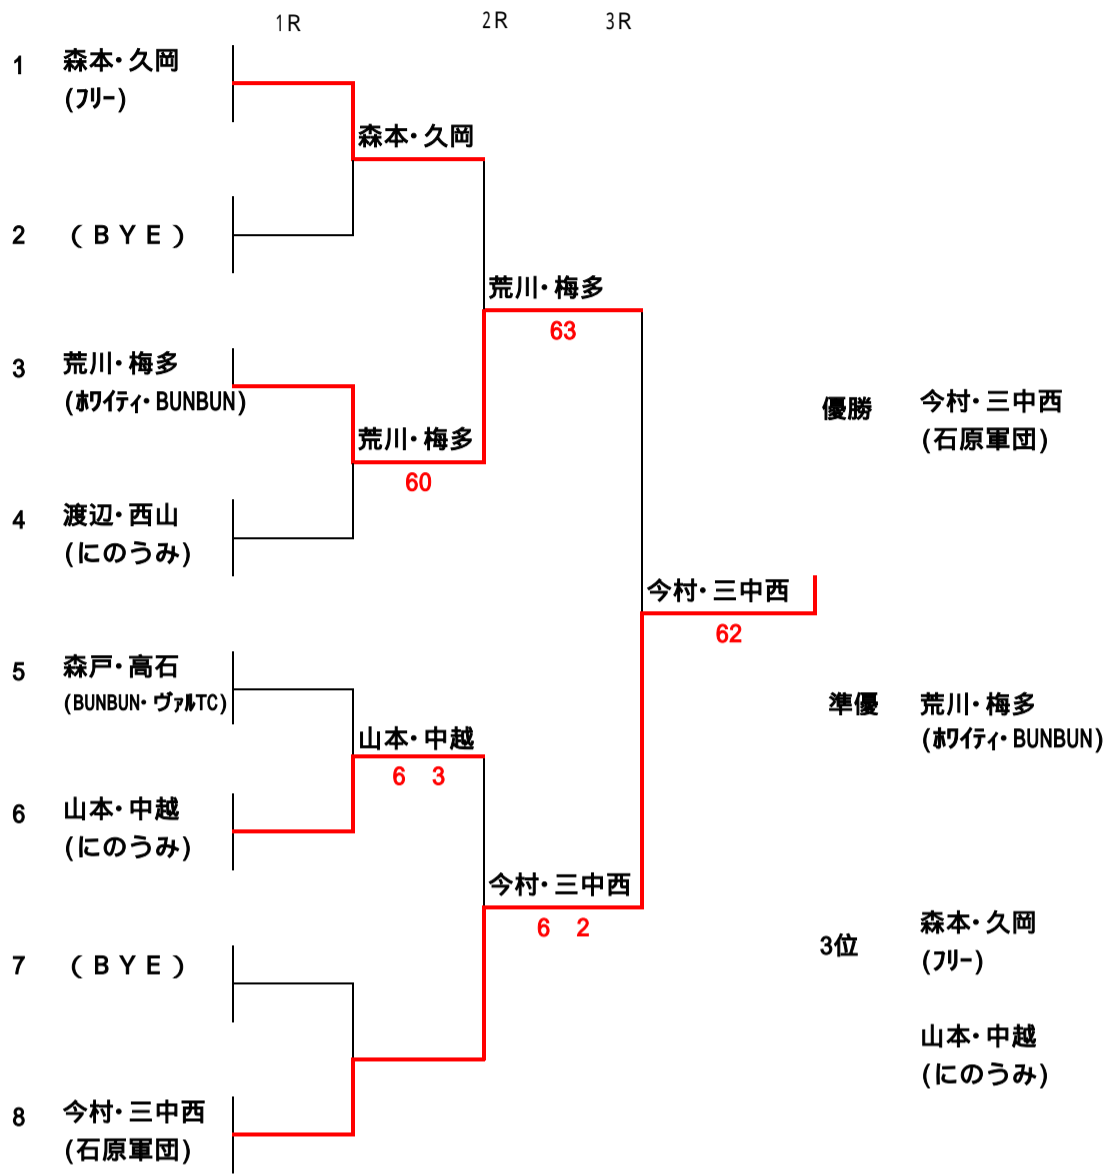 1R
2R
3R
1 森本・久岡
(フリー)
森本・久岡
2 (BYE)
荒川・梅多
63
3 荒川・梅多
(ホワイティ・BUNBUN)
荒川・梅多
60
4 渡辺・西山
(にのうみ)
優勝 今村・三中西
(石原軍団)
今村・三中西
62
5 森戸・高石
(BUNBUN・ヴァルTC)
山本・中越
6 3
6 山本・中越
(にのうみ)
準優 荒川・梅多
(ホワイティ・BUNBUN)
今村・三中西
6 2
7 (BYE)
8 今村・三中西
(石原軍団)
3位 森本・久岡
(フリー)
山本・中越
(にのうみ)